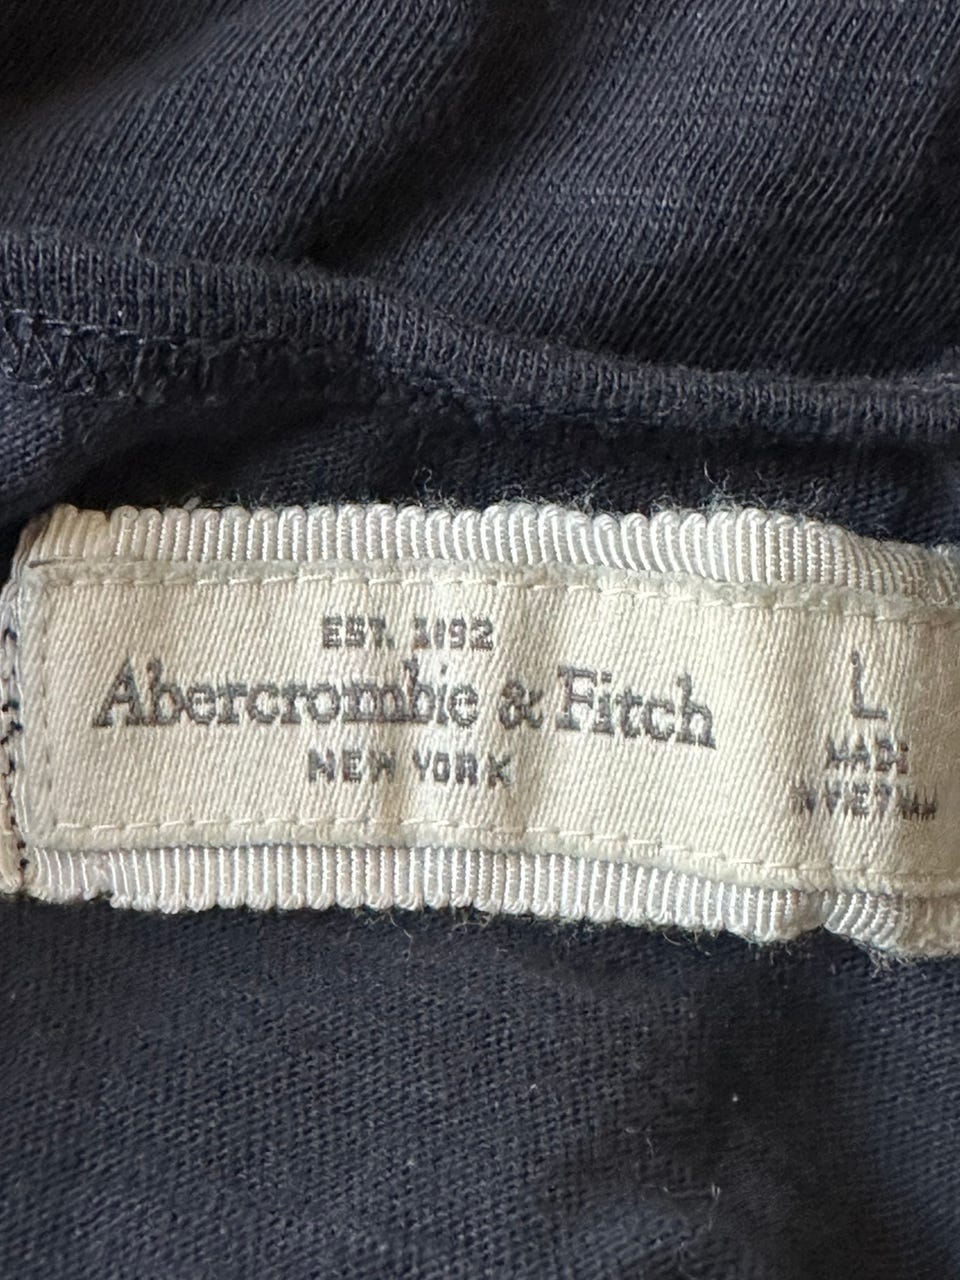 EST. 1892
Abercrombie & Fitch
NEW YORK
L
MADE
IN VIETNAM